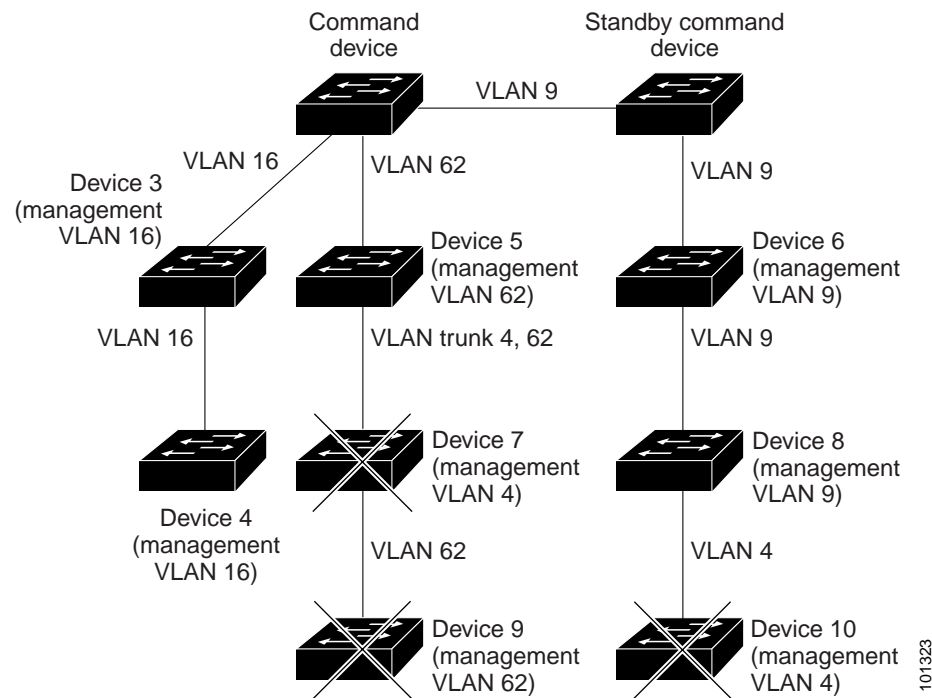 Command
device
Standby command
device
VLAN 9
VLAN 16
VLAN 62
VLAN 9
Device 3
(management
VLAN 16)
Device 5
(management
VLAN 62)
Device 6
(management
VLAN 9)
VLAN 16
VLAN trunk 4, 62
VLAN 9
Device 7
(management
VLAN 4)
Device 8
(management
VLAN 9)
Device 4
(management
VLAN 16)
VLAN 62
VLAN 4
Device 9
(management
VLAN 62)
Device 10
(management
VLAN 4)
101323